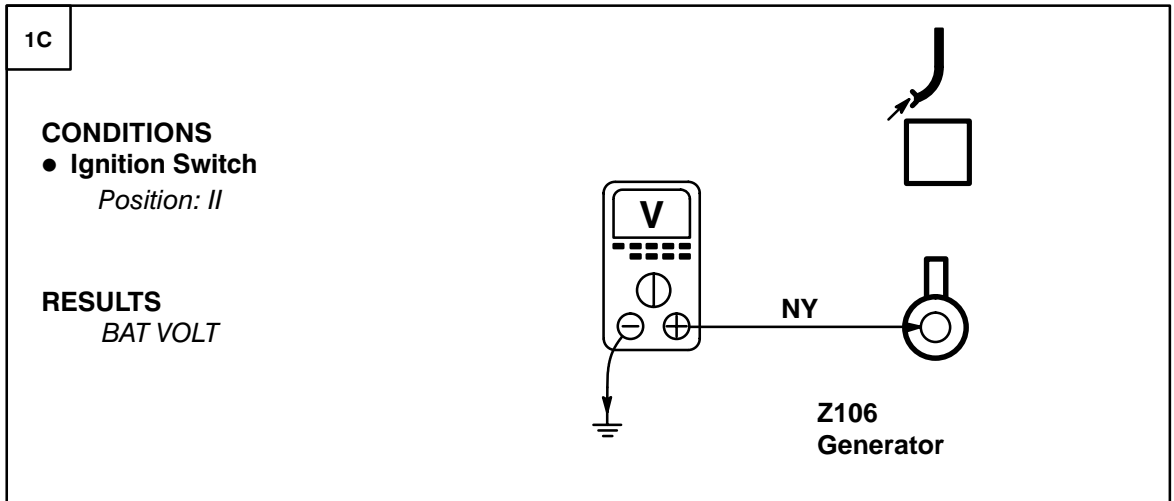 1C
CONDITIONS
● Ignition Switch
Position: II
RESULTS
BAT VOLT
V
NY
Z106
Generator